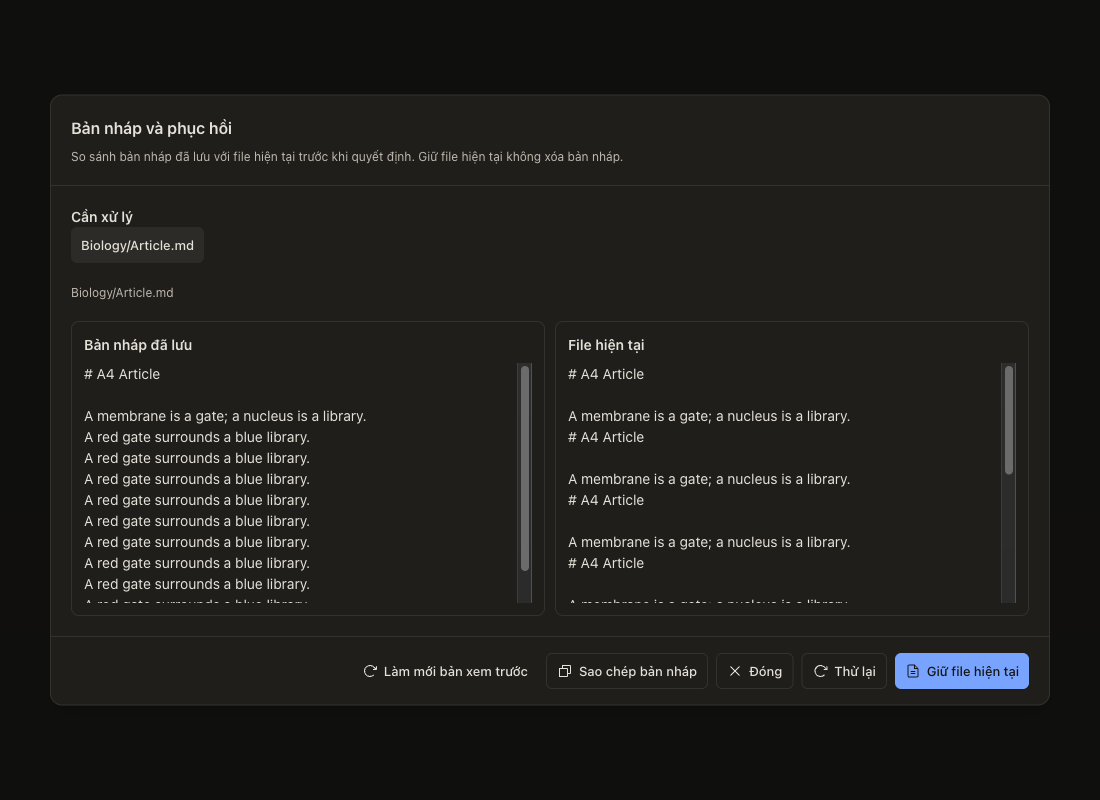 Bản nháp và phục hồi
So sánh bản nháp đã lưu với file hiện tại trước khi quyết định. Giữ file hiện tại không xóa bản nháp.
Cần xử lý
Biology/Article.md
Biology/Article.md
Bản nháp đã lưu
# A4 Article
A membrane is a gate; a nucleus is a library.
A red gate surrounds a blue library.
A red gate surrounds a blue library.
A red gate surrounds a blue library.
A red gate surrounds a blue library.
A red gate surrounds a blue library.
A red gate surrounds a blue library.
A red gate surrounds a blue library.
A red gate surrounds a blue library.
File hiện tại
# A4 Article
A membrane is a gate; a nucleus is a library.
# A4 Article
A membrane is a gate; a nucleus is a library.
# A4 Article
A membrane is a gate; a nucleus is a library.
# A4 Article
Làm mới bản xem trước
Sao chép bản nháp
Đóng
Thử lại
Giữ file hiện tại